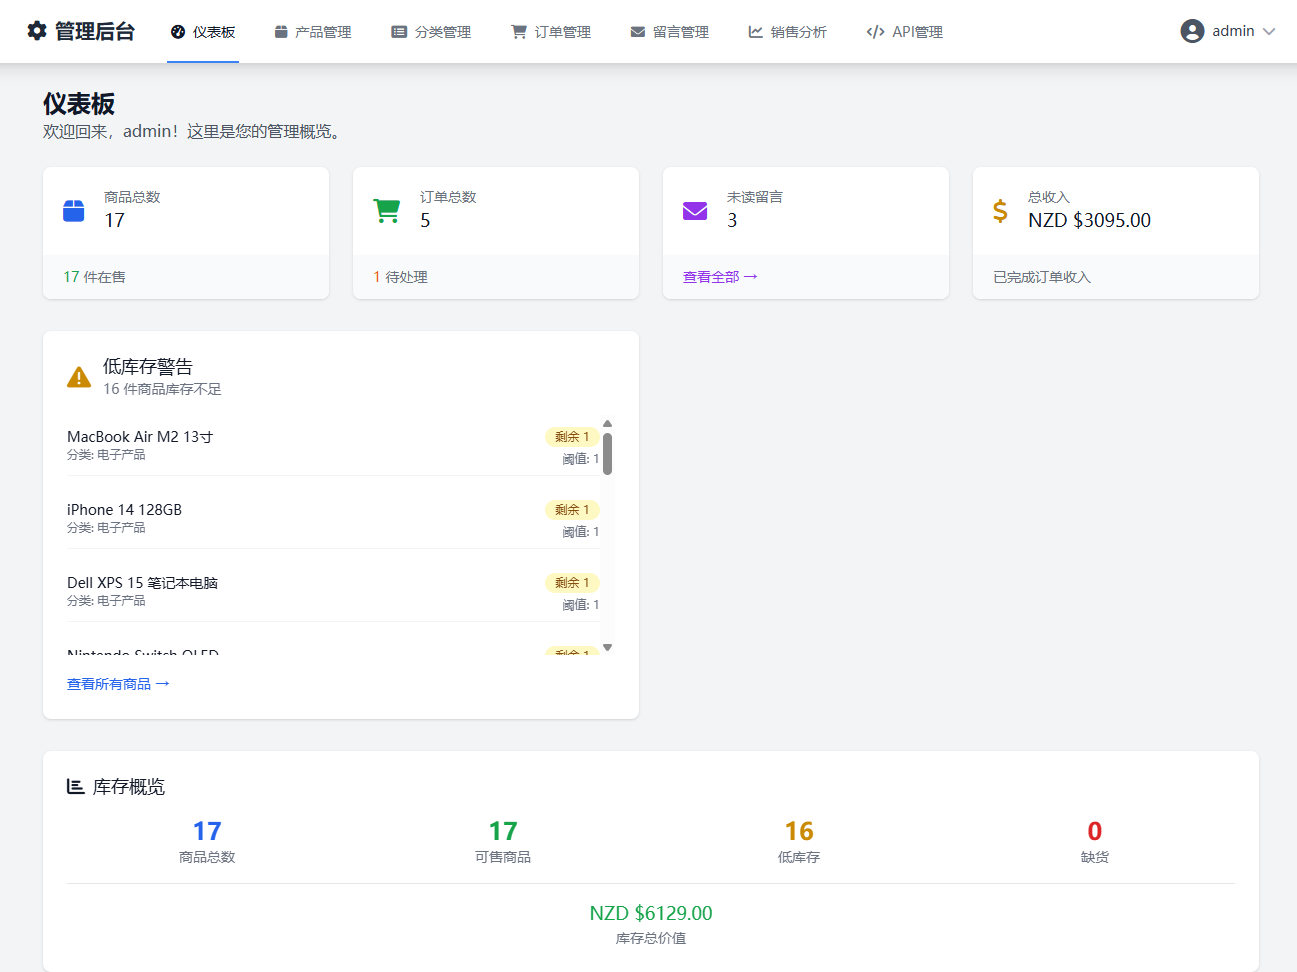 管理后台
仪表板
产品管理
分类管理
订单管理
留言管理
销售分析
API管理
admin
仪表板
欢迎回来，admin！这里是您的管理概览。
商品总数
17
17 件在售
订单总数
5
1 待处理
未读留言
3
查看全部 →
总收入
NZD $3095.00
已完成订单收入
低库存警告
16 件商品库存不足
MacBook Air M2 13寸
剩余 1
分类: 电子产品
阈值: 1
iPhone 14 128GB
剩余 1
分类: 电子产品
阈值: 1
Dell XPS 15 笔记本电脑
剩余 1
分类: 电子产品
阈值: 1
Nintendo Switch OLED
剩余 1
查看所有商品 →
库存概览
17
商品总数
17
可售商品
16
低库存
0
缺货
NZD $6129.00
库存总价值